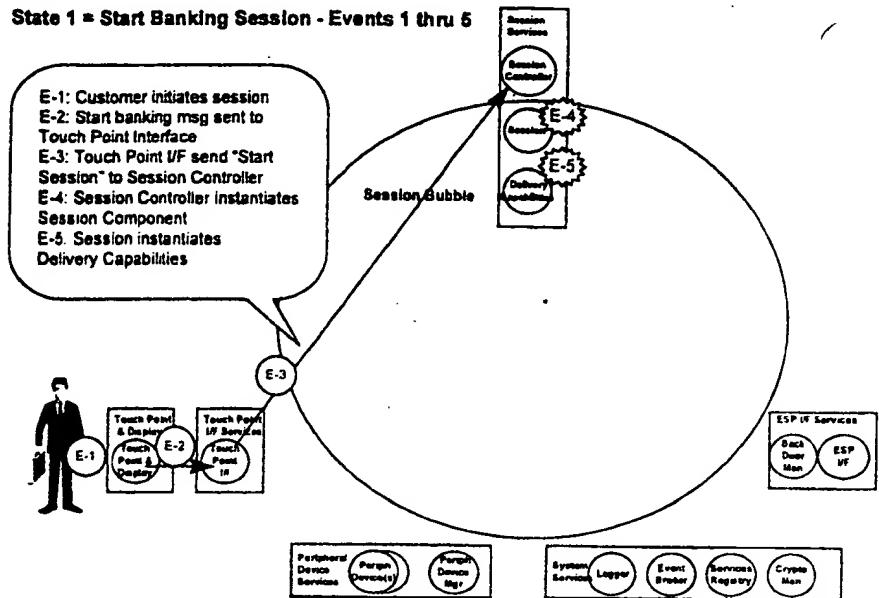 State 1 = Start Banking Session - Events 1 thru 5
E-1: Customer initiates session
E-2: Start banking msg sent to
Touch Point Interface
E-3: Touch Point I/F send "Start
Session" to Session Controller
E-4: Session Controller instantiates
Session Component
E-5. Session instantiates
Delivery Capabilities
Session
Services
Session
Controller
Session
E-4
E-5
Delivery
Capabilities
Session Bubble
E-3
E-1
Touch Point
& Display
Touch
Point &
Display
E-2
Touch Point
I/F Services
Touch
Point
I/F
ESP I/F Services
Back
Door
Man
ESP
I/F
Peripheral
Device
Services
Periph
Device(s)
Periph
Device
Mgr
System
Services
Logger
Event
Broker
Services
Registry
Crypto
Man